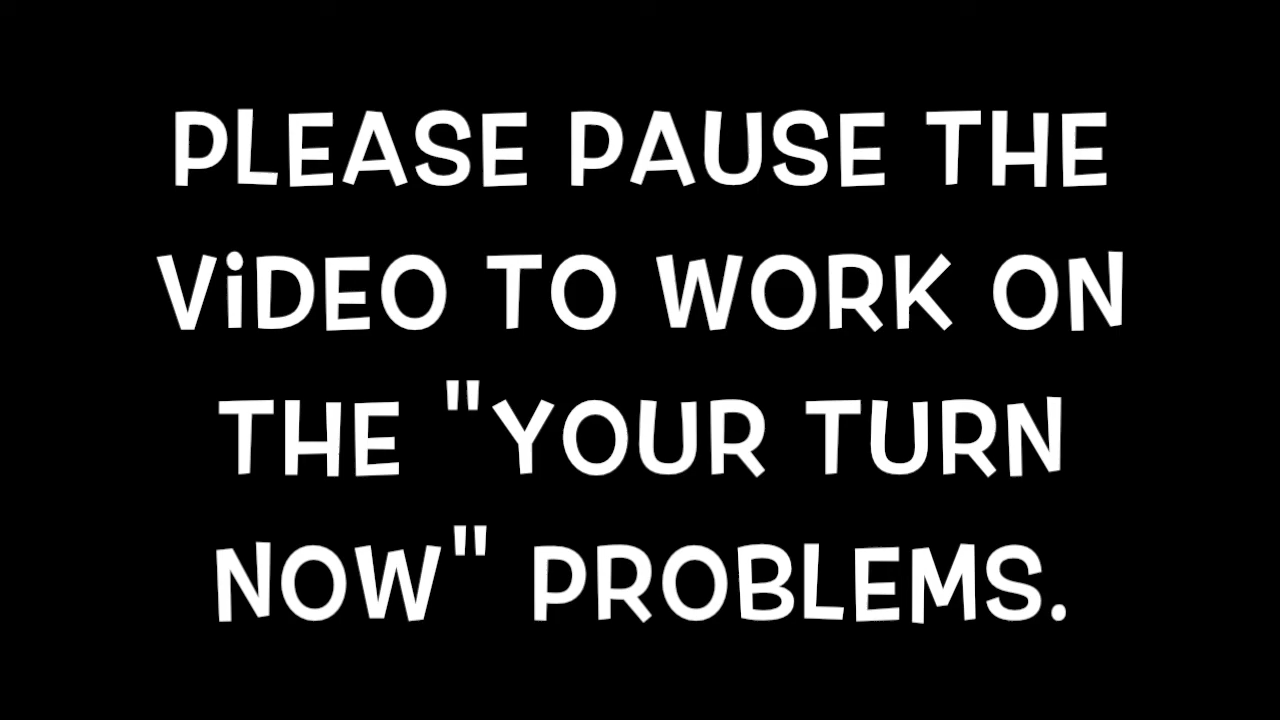 PLEASE PAUSE THE
ViDEO TO WORK ON
THE "YOUR TURN
NOW" PROBLEMS.